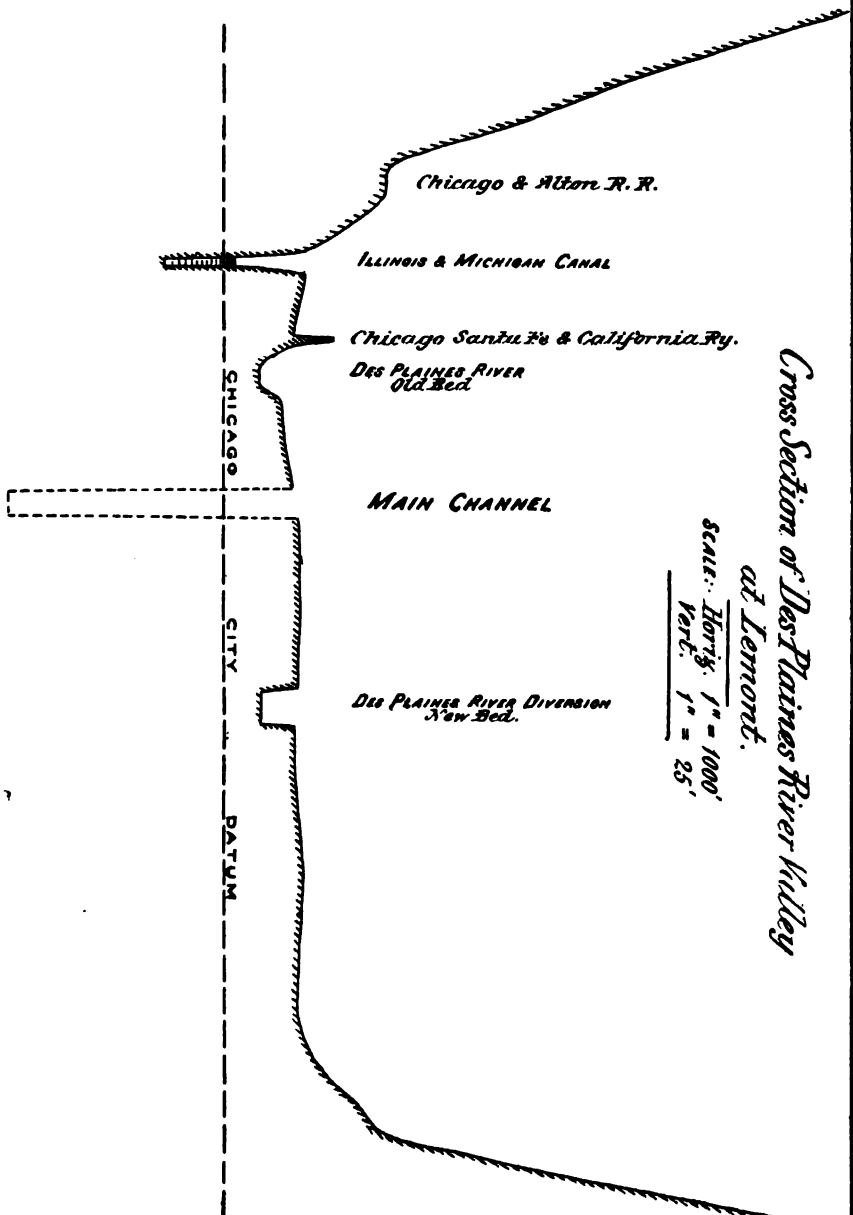 Cross Section of Des Plaines River Valley
at Lemont.
SCALE:- Horiz. 1" = 1000'
Vert. 1" = 25'
Chicago & Alton R. R.
ILLINOIS & MICHIGAN CANAL
Chicago Santa Fe & California Ry.
DES PLAINES RIVER
Old Bed
MAIN CHANNEL
DES PLAINES RIVER DIVERSION
New Bed.
CHICAGO CITY DATUM